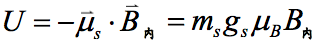 U = −μ⃗ₛ · B⃗内 = mₛgₛμ_B B内